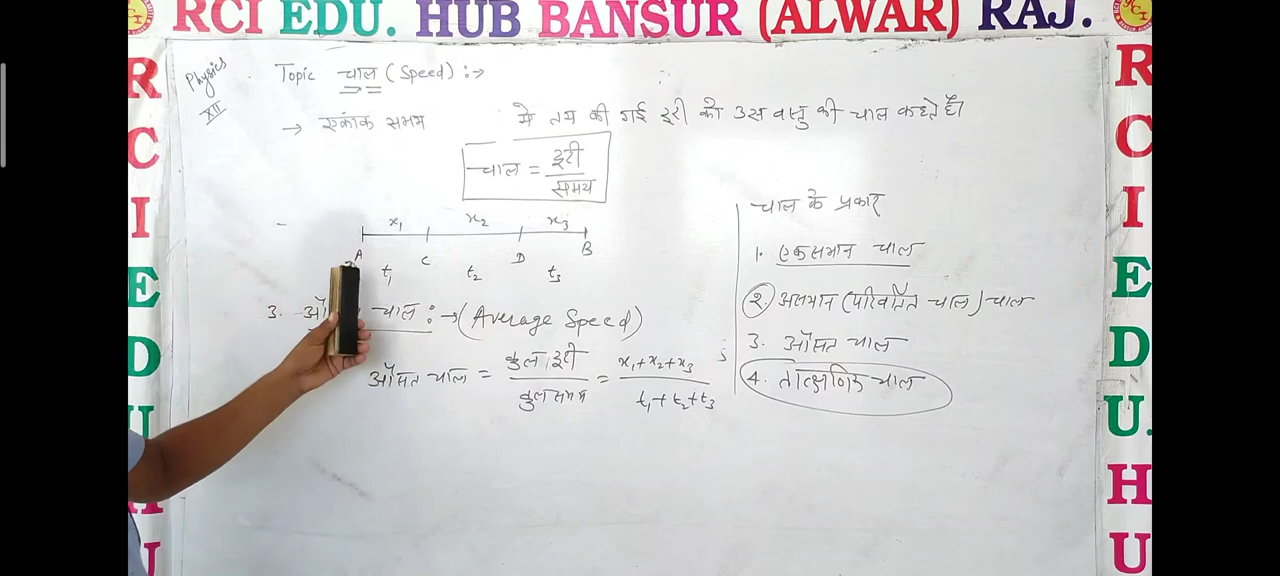 RCI EDU. HUB BANSUR (ALWAR) RAJ.
Physics
XII
Topic चाल (Speed) :→
→ एकांक समय में तय की गई दूरी को उस वस्तु की चाल कहते हैं
चाल = दूरी / समय
x₁ x₂ x₃
A C D B
t₁ t₂ t₃
3. चाल :→ (Average Speed)
औसत चाल = कुल दूरी / कुल समय = x₁+x₂+x₃ / t₁+t₂+t₃ ;
चाल के प्रकार
1. एकसमान चाल
2. असमान (परिवर्तित चाल) चाल
3. औसत चाल
4. तात्क्षणिक चाल
R C I E D U
R C I E D U. H U